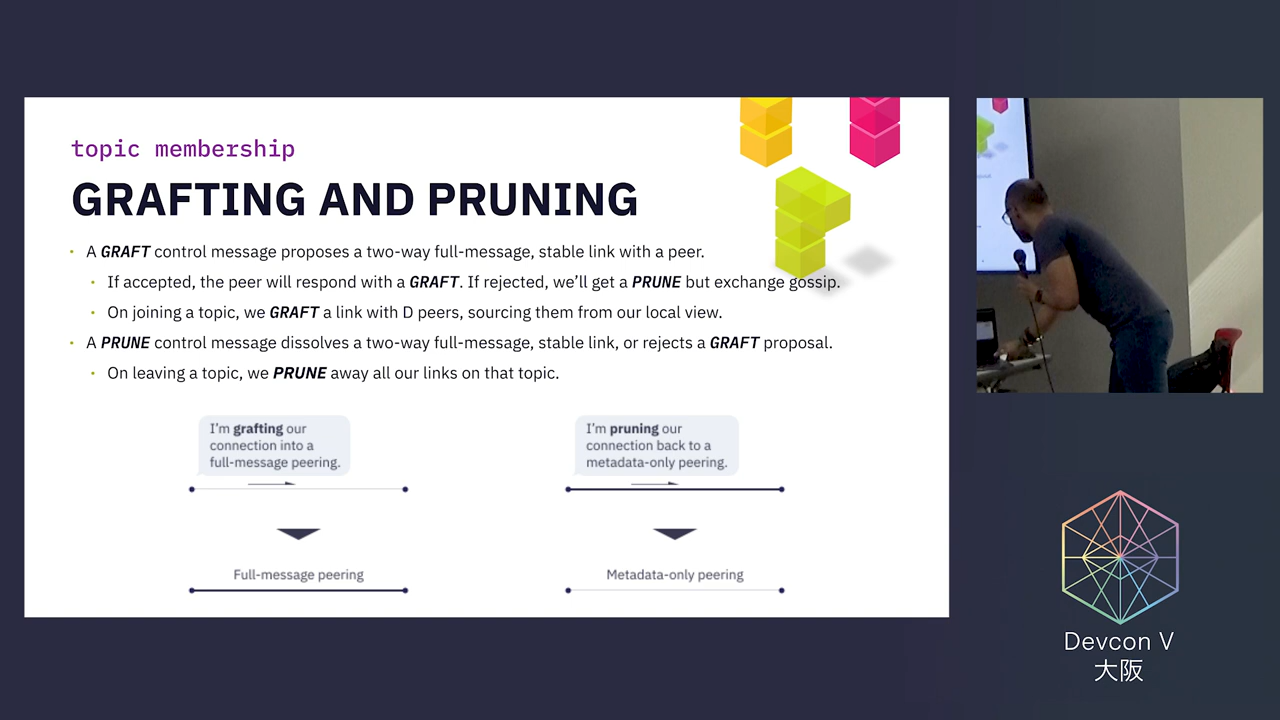 topic membership
GRAFTING AND PRUNING
• A GRAFT control message proposes a two-way full-message, stable link with a peer.
• If accepted, the peer will respond with a GRAFT. If rejected, we’ll get a PRUNE but exchange gossip.
• On joining a topic, we GRAFT a link with D peers, sourcing them from our local view.
• A PRUNE control message dissolves a two-way full-message, stable link, or rejects a GRAFT proposal.
• On leaving a topic, we PRUNE away all our links on that topic.
I’m grafting our
connection into a
full-message peering.
I’m pruning our
connection back to a
metadata-only peering.
Full-message peering
Metadata-only peering
Devcon V
大阪